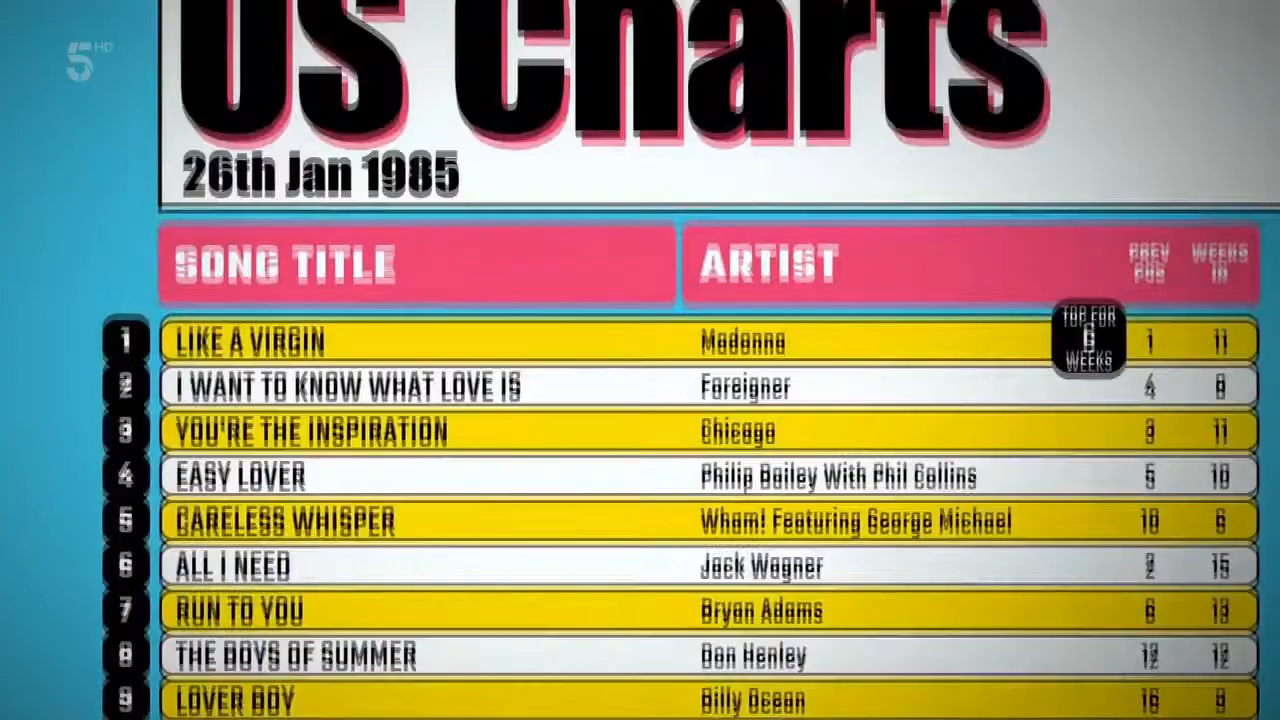 5 HD
US Charts
26th Jan 1985
SONG TITLE ARTIST PREV POS WEEKS IN
1 LIKE A VIRGIN Madonna TOP FOR 6 WEEKS 1 11
2 I WANT TO KNOW WHAT LOVE IS Foreigner 4 8
3 YOU'RE THE INSPIRATION Chicago 3 11
4 EASY LOVER Philip Bailey With Phil Collins 5 10
5 CARELESS WHISPER Wham! Featuring George Michael 10 6
6 ALL I NEED Jack Wagner 2 15
7 RUN TO YOU Bryan Adams 6 13
8 THE BOYS OF SUMMER Don Henley 12 12
9 LOVER BOY Billy Ocean 16 9